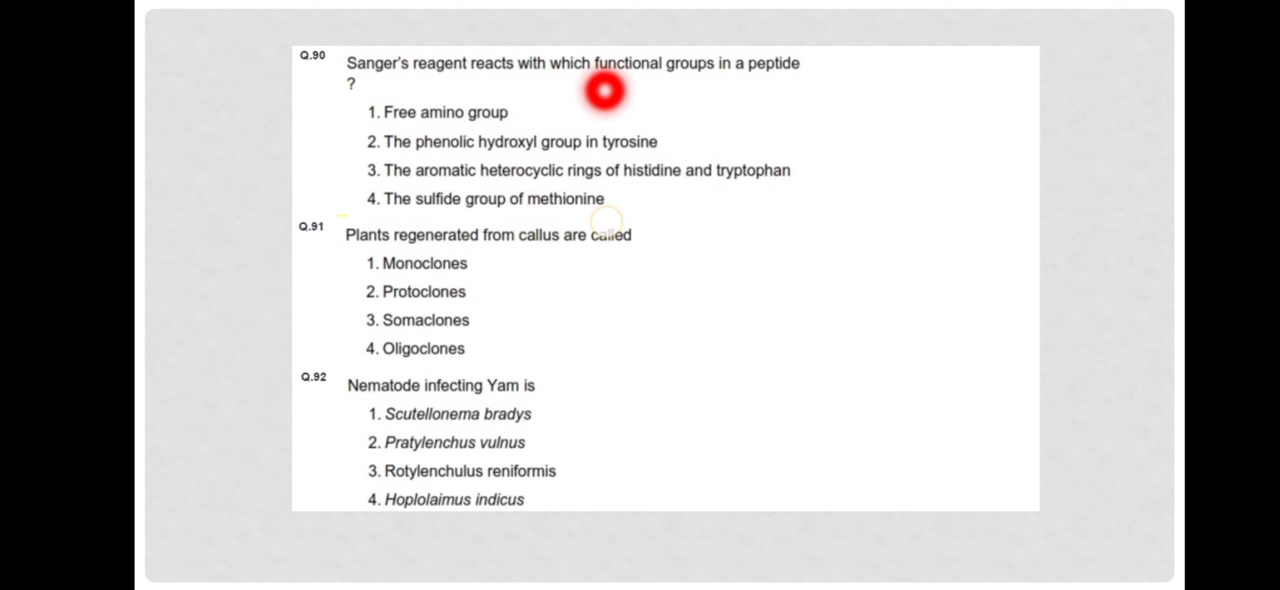 Q.90 Sanger's reagent reacts with which functional groups in a peptide
?
1. Free amino group
2. The phenolic hydroxyl group in tyrosine
3. The aromatic heterocyclic rings of histidine and tryptophan
4. The sulfide group of methionine
Q.91 Plants regenerated from callus are called
1. Monoclones
2. Protoclones
3. Somaclones
4. Oligoclones
Q.92 Nematode infecting Yam is
1. Scutellonema bradys
2. Pratylenchus vulnus
3. Rotylenchulus reniformis
4. Hoplolaimus indicus